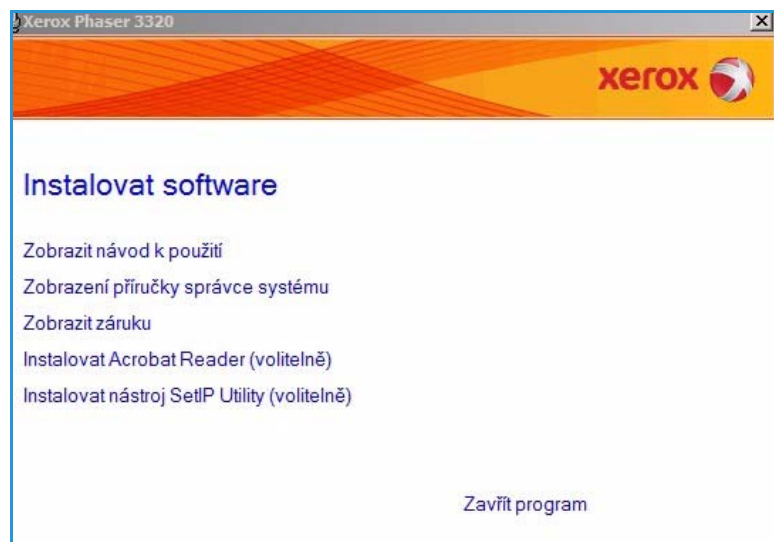 Xerox Phaser 3320
xerox
Instalovat software
Zobrazit návod k použití
Zobrazení příručky správce systému
Zobrazit záruku
Instalovat Acrobat Reader (volitelně)
Instalovat nástroj SetIP Utility (volitelně)
Zavřít program